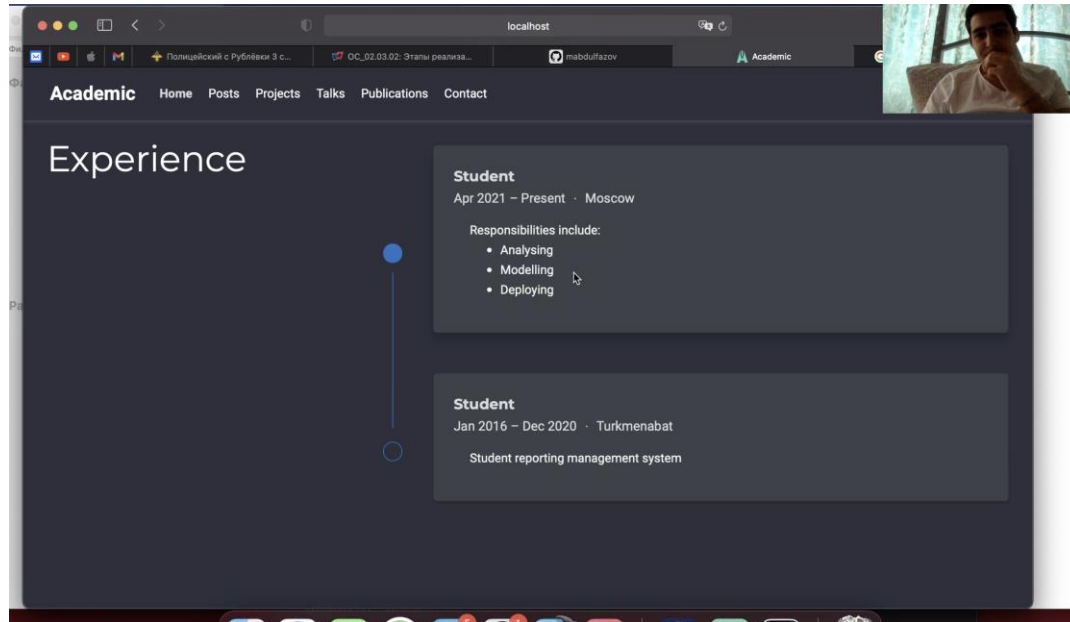 localhost
Полицейский с Рублёвки 3 с...
ОС_02.03.02: Этапы реализа...
mabdulfazov
Academic
Academic Home Posts Projects Talks Publications Contact
Experience
Student
Apr 2021 – Present · Moscow
Responsibilities include:
• Analysing
• Modelling
• Deploying
Student
Jan 2016 – Dec 2020 · Turkmenabat
Student reporting management system